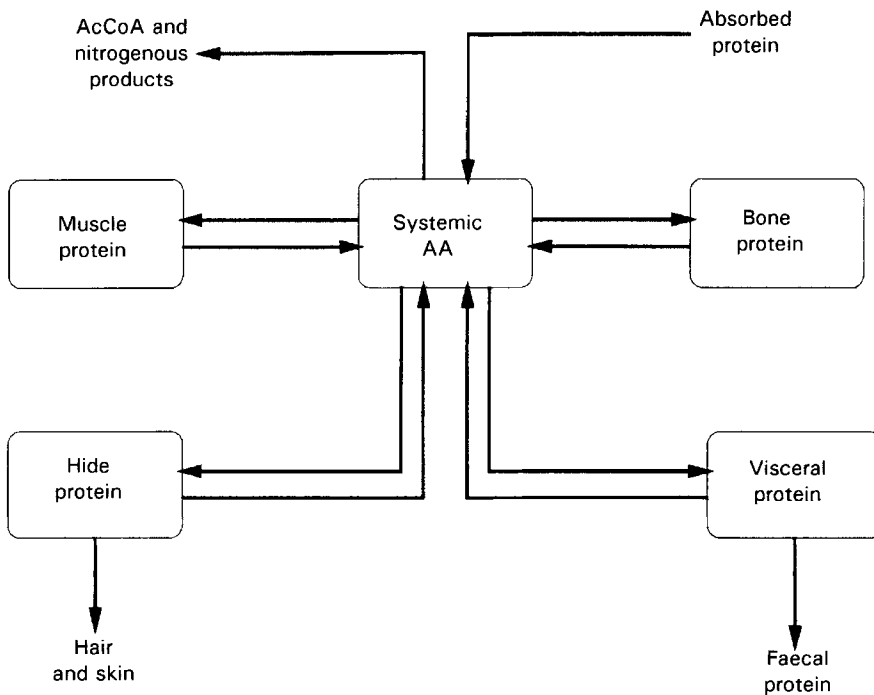 AcCoA and
nitrogenous
products
Absorbed
protein
Muscle
protein
Systemic
AA
Bone
protein
Hide
protein
Visceral
protein
Hair
and skin
Faecal
protein